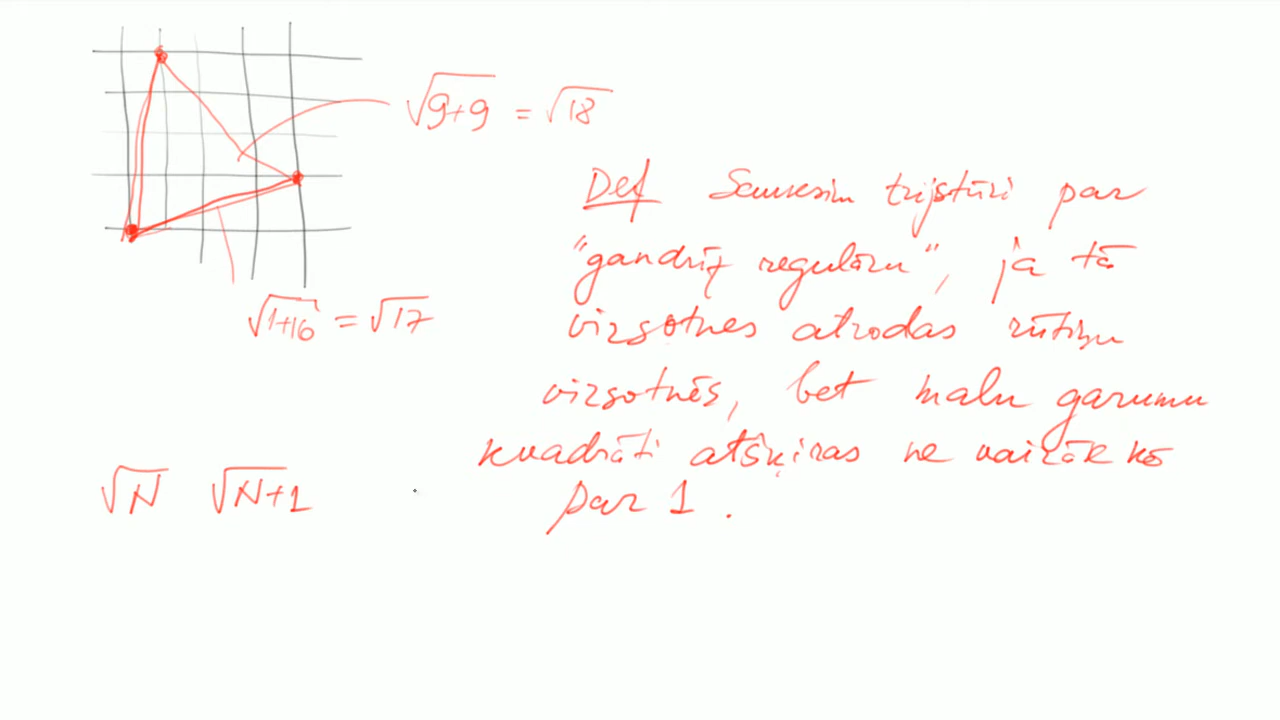 √9+9 = √18
√1+16 = √17
Def Sauksim trijstūri par
"gandrīz regulāru", ja tā
virsotnes atrodas rūtiņu
virsotnēs, bet malu garumu
kvadrāti atšķiras ne vairāk kā
par 1.
√N √N+1